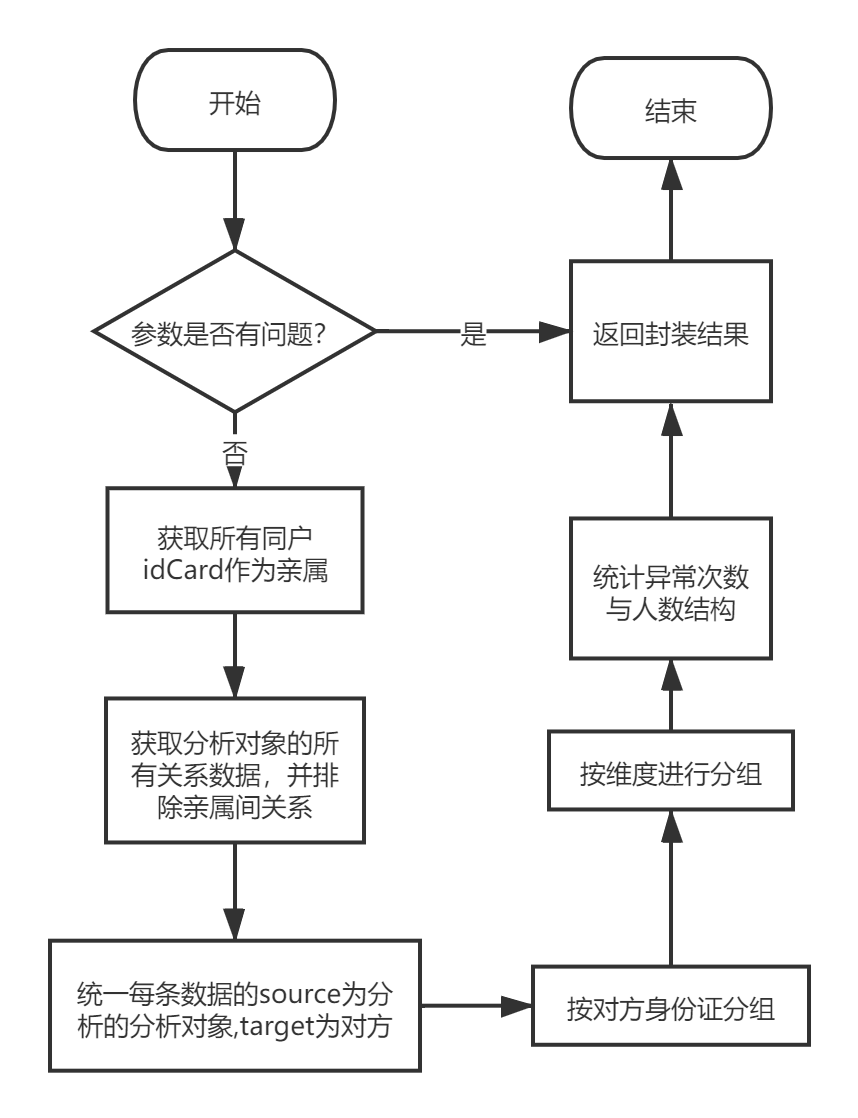 开始
参数是否有问题？
是
否
获取所有同户
idCard作为亲属
获取分析对象的所
有关系数据，并排
除亲属间关系
统一每条数据的source为分
析的分析对象,target为对方
按对方身份证分组
按维度进行分组
统计异常次数
与人数结构
返回封装结果
结束